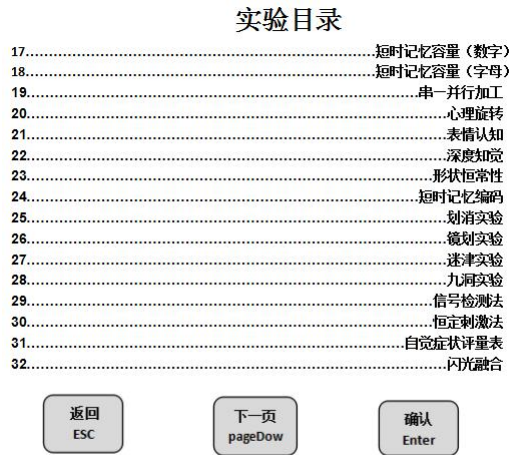 实验目录
17..........短时记忆容量（数字）
18..........短时记忆容量（字母）
19..........串一并行加工
20..........心理旋转
21..........表情认知
22..........深度知觉
23..........形状恒常性
24..........短时记忆编码
25..........划消实验
26..........镜划实验
27..........迷津实验
28..........九洞实验
29..........信号检测法
30..........恒定刺激法
31..........自觉症状评量表
32..........闪光融合
返回 下一页 确认
ESC pageDow Enter